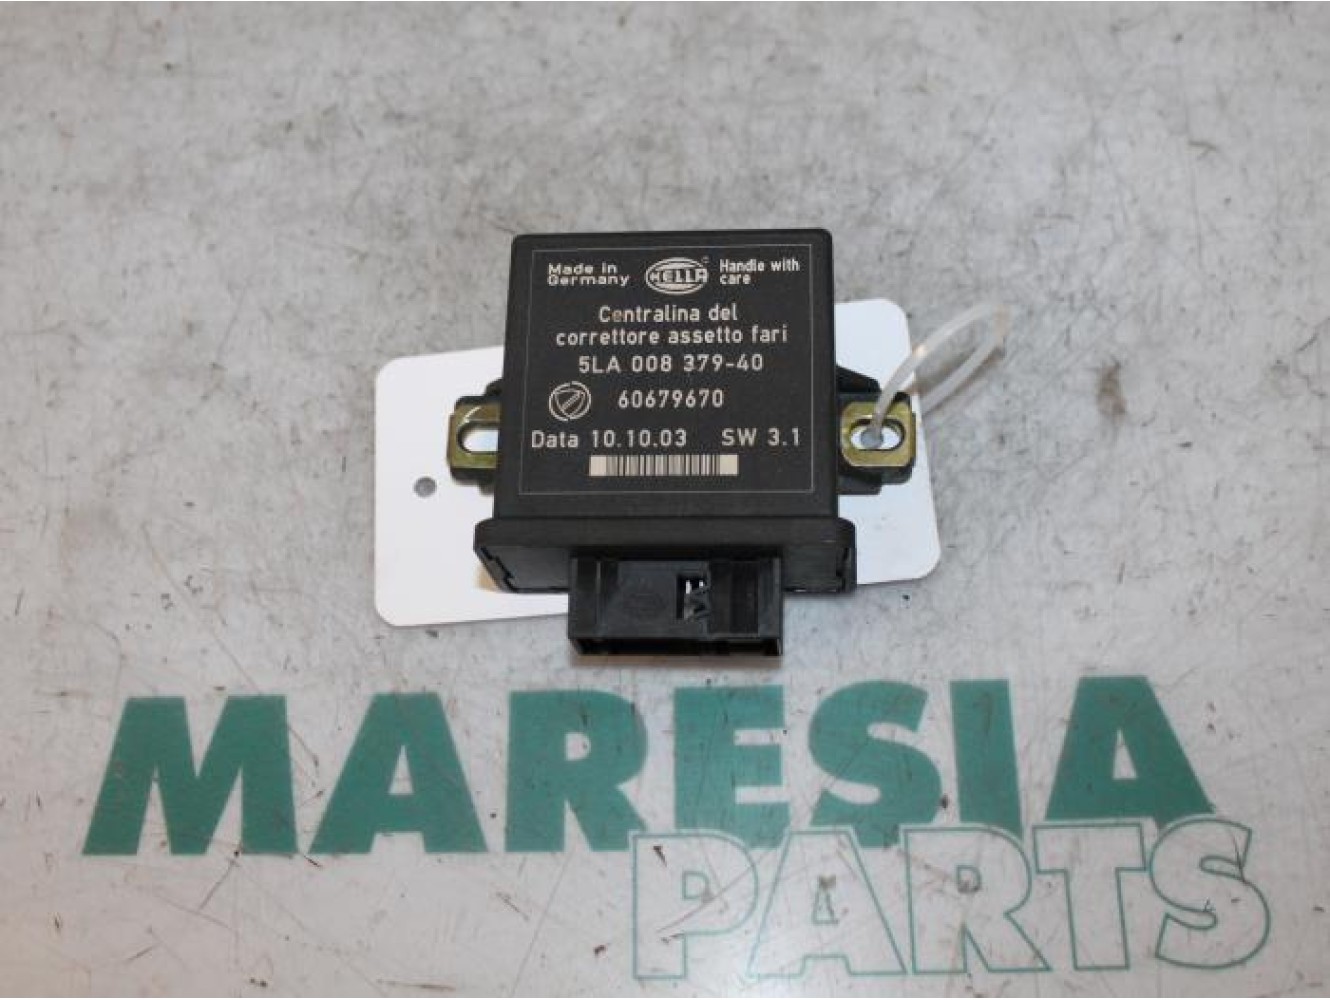 Made in Germany
HELLA
Handle with care
Centralina del
correttore assetto fari
5LA 008 379-40
60679670
Data 10.10.03 SW 3.1
MARESIA
PARTS